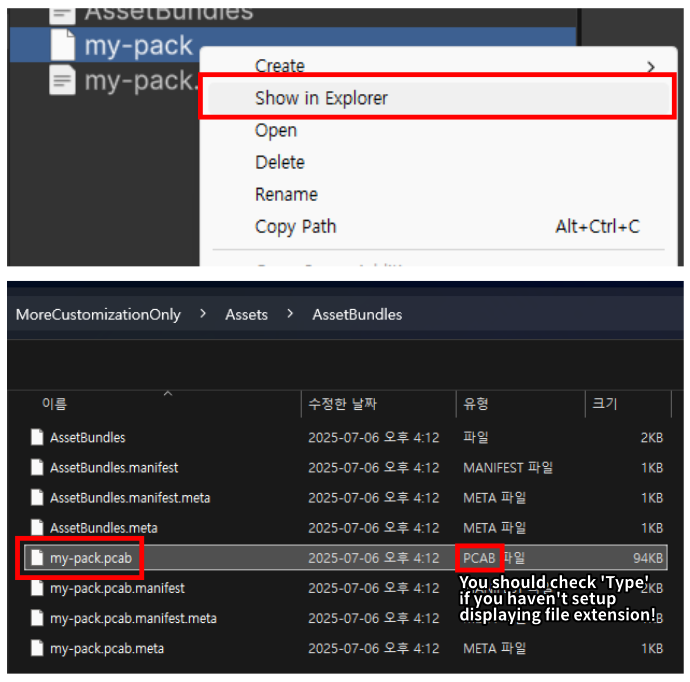 AssetBundles
my-pack
my-pack.
Create
Show in Explorer
Open
Delete
Rename
Copy Path Alt+Ctrl+C
MoreCustomizationOnly > Assets > AssetBundles
이름 수정한 날짜 유형 크기
AssetBundles 2025-07-06 오후 4:12 파일 2KB
AssetBundles.manifest 2025-07-06 오후 4:12 MANIFEST 파일 1KB
AssetBundles.manifest.meta 2025-07-06 오후 4:12 META 파일 1KB
AssetBundles.meta 2025-07-06 오후 4:12 META 파일 1KB
my-pack.pcab 2025-07-06 오후 4:12 PCAB 파일 94KB
You should check 'Type'
my-pack.pcab.manifest 2025-07-06 오후 4:12 2KB
if you haven't setup
displaying file extension!
my-pack.pcab.manifest.meta 2025-07-06 오후 4:12 1KB
my-pack.pcab.meta 2025-07-06 오후 4:12 META 파일 1KB